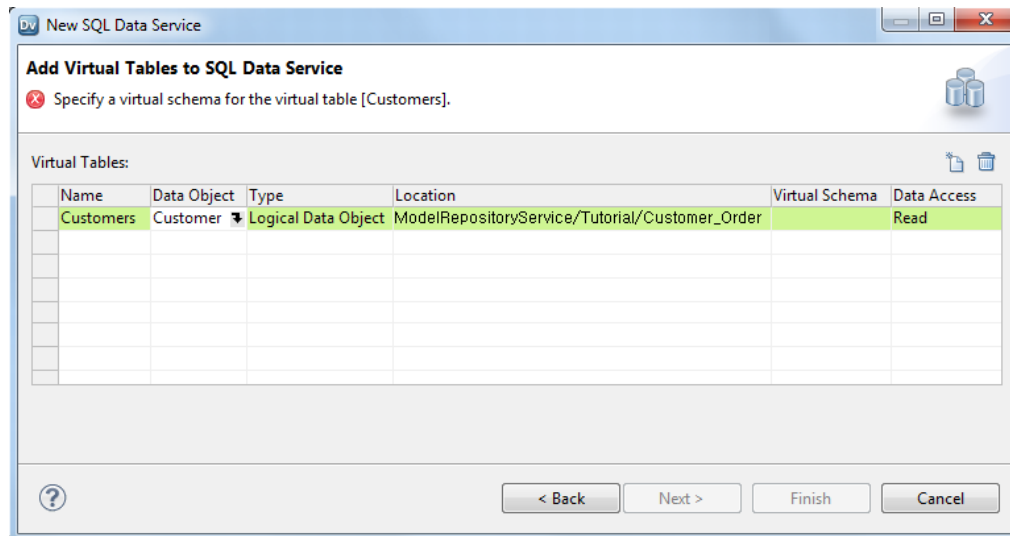 Dv New SQL Data Service
Add Virtual Tables to SQL Data Service
Specify a virtual schema for the virtual table [Customers].
Virtual Tables:
Name Data Object Type Location Virtual Schema Data Access
Customers Customer Logical Data Object ModelRepositoryService/Tutorial/Customer_Order Read
? < Back Next > Finish Cancel